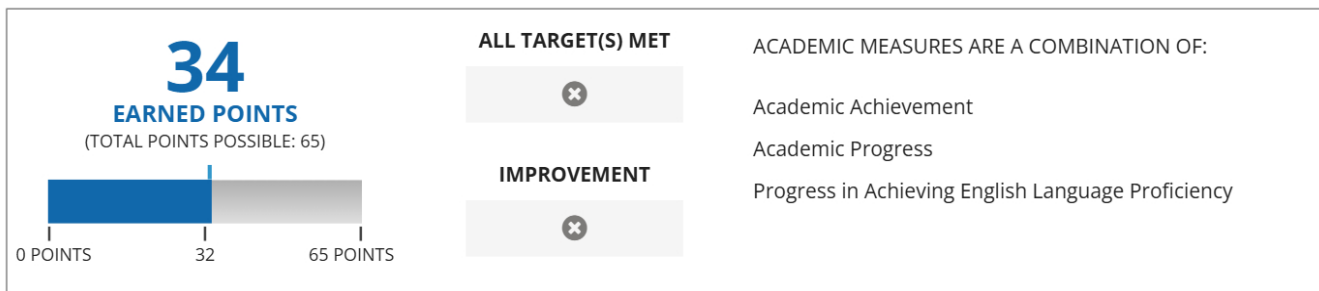 34
EARNED POINTS
(TOTAL POINTS POSSIBLE: 65)
0 POINTS
32
65 POINTS
ALL TARGET(S) MET
IMPROVEMENT
ACADEMIC MEASURES ARE A COMBINATION OF:
Academic Achievement
Academic Progress
Progress in Achieving English Language Proficiency